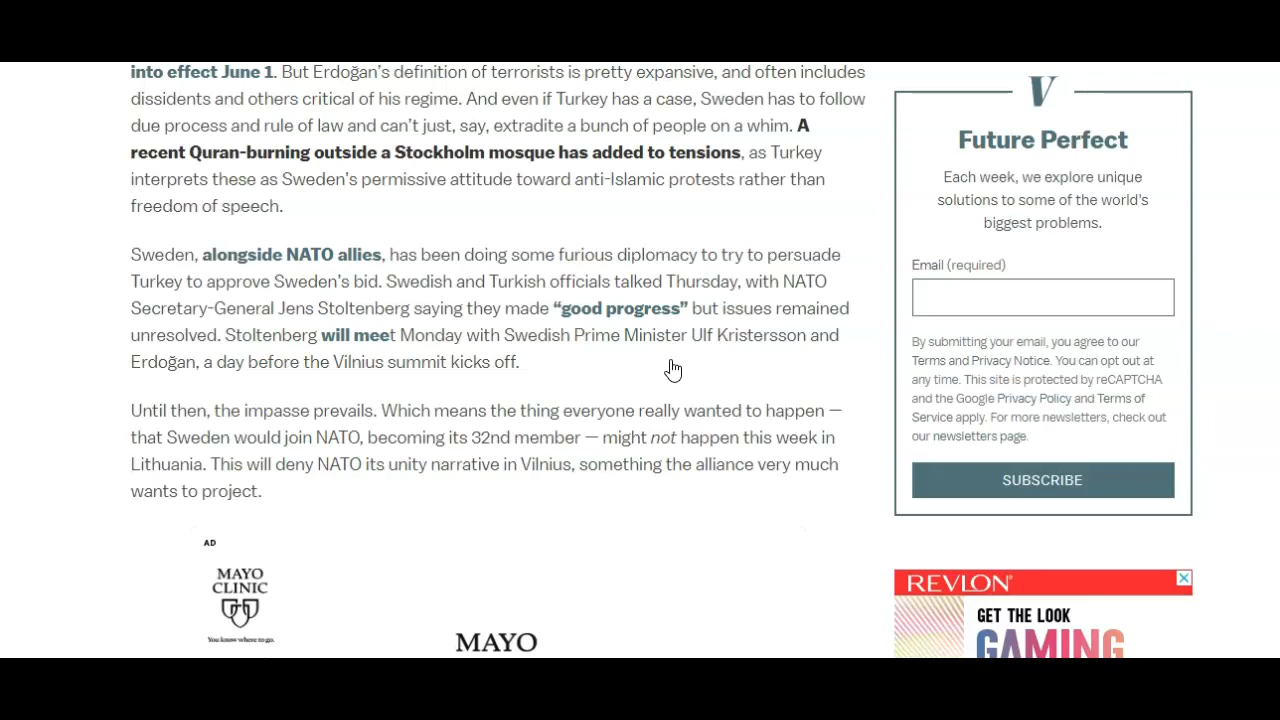 into effect June 1. But Erdoğan’s definition of terrorists is pretty expansive, and often includes
dissidents and others critical of his regime. And even if Turkey has a case, Sweden has to follow
due process and rule of law and can’t just, say, extradite a bunch of people on a whim. A
recent Quran-burning outside a Stockholm mosque has added to tensions, as Turkey
interprets these as Sweden’s permissive attitude toward anti-Islamic protests rather than
freedom of speech.
Sweden, alongside NATO allies, has been doing some furious diplomacy to try to persuade
Turkey to approve Sweden’s bid. Swedish and Turkish officials talked Thursday, with NATO
Secretary-General Jens Stoltenberg saying they made “good progress” but issues remained
unresolved. Stoltenberg will meet Monday with Swedish Prime Minister Ulf Kristersson and
Erdoğan, a day before the Vilnius summit kicks off.
Until then, the impasse prevails. Which means the thing everyone really wanted to happen —
that Sweden would join NATO, becoming its 32nd member — might not happen this week in
Lithuania. This will deny NATO its unity narrative in Vilnius, something the alliance very much
wants to project.
AD
MAYO
CLINIC
You know where to go.
MAYO
V
Future Perfect
Each week, we explore unique
solutions to some of the world's
biggest problems.
Email (required)
By submitting your email, you agree to our
Terms and Privacy Notice. You can opt out at
any time. This site is protected by reCAPTCHA
and the Google Privacy Policy and Terms of
Service apply. For more newsletters, check out
our newsletters page.
SUBSCRIBE
REVLON®
GET THE LOOK
GAMING